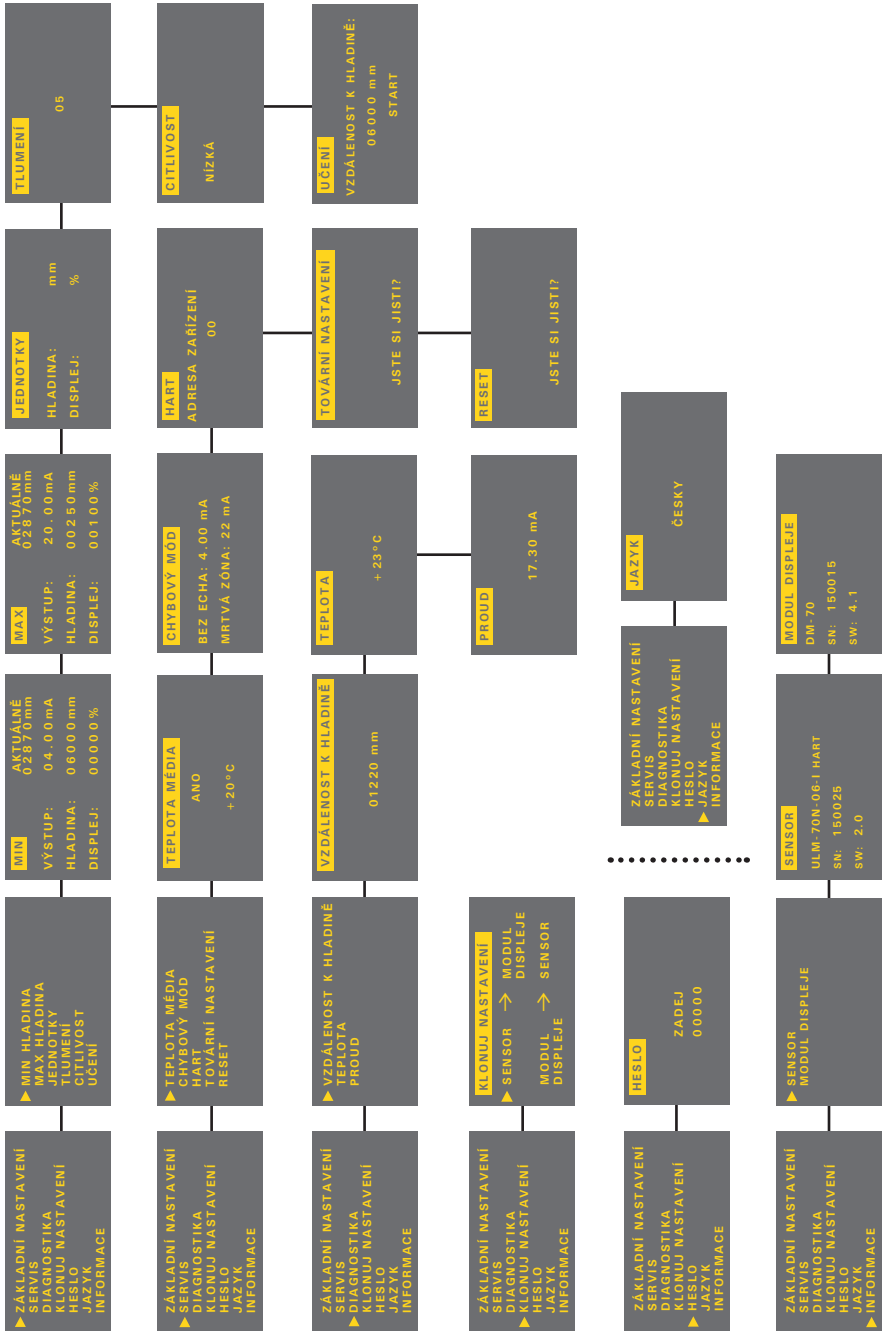 ZÁKLADNÍ NASTAVENÍ
SERVIS
DIAGNOSTIKA
KLONUJ NASTAVENÍ
HESLO
JAZYK
INFORMACE
MIN HLADINA
MAX HLADINA
JEDNOTKY
TLUMENÍ
CITLIVOST
UČENÍ
MIN AKTUÁLNĚ
02870mm
VÝSTUP: 04.00mA
HLADINA: 06000mm
DISPLEJ: 00000%
MAX AKTUÁLNĚ
02870mm
VÝSTUP: 20.00mA
HLADINA: 00250mm
DISPLEJ: 00100%
JEDNOTKY
HLADINA: mm
DISPLEJ: %
TLUMENÍ
05
CITLIVOST
NÍZKÁ
UČENÍ
VZDÁLENOST K HLADINĚ:
06000 mm
START
ZÁKLADNÍ NASTAVENÍ
SERVIS
DIAGNOSTIKA
KLONUJ NASTAVENÍ
HESLO
JAZYK
INFORMACE
TEPLOTA MÉDIA
CHYBOVÝ MÓD
HART
TOVÁRNÍ NASTAVENÍ
RESET
TEPLOTA MÉDIA
ANO
+20°C
CHYBOVÝ MÓD
BEZ ECHA: 4.00 mA
MRTVÁ ZÓNA: 22 mA
HART
ADRESA ZAŘÍZENÍ
00
TOVÁRNÍ NASTAVENÍ
JSTE SI JISTI?
RESET
JSTE SI JISTI?
ZÁKLADNÍ NASTAVENÍ
SERVIS
DIAGNOSTIKA
KLONUJ NASTAVENÍ
HESLO
JAZYK
INFORMACE
VZDÁLENOST K HLADINĚ
TEPLOTA
PROUD
VZDÁLENOST K HLADINĚ
01220 mm
TEPLOTA
+23°C
PROUD
17.30 mA
ZÁKLADNÍ NASTAVENÍ
SERVIS
DIAGNOSTIKA
KLONUJ NASTAVENÍ
HESLO
JAZYK
INFORMACE
KLONUJ NASTAVENÍ
SENSOR → MODUL
DISPLEJE
MODUL → SENSOR
DISPLEJE
ZÁKLADNÍ NASTAVENÍ
SERVIS
DIAGNOSTIKA
KLONUJ NASTAVENÍ
HESLO
JAZYK
INFORMACE
HESLO
ZADEJ
00000
ZÁKLADNÍ NASTAVENÍ
SERVIS
DIAGNOSTIKA
KLONUJ NASTAVENÍ
HESLO
JAZYK
INFORMACE
JAZYK
ČESKY
ZÁKLADNÍ NASTAVENÍ
SERVIS
DIAGNOSTIKA
KLONUJ NASTAVENÍ
HESLO
JAZYK
INFORMACE
SENSOR
MODUL DISPLEJE
SENSOR
ULM-70N-06-I HART
SN: 150025
SW: 2.0
MODUL DISPLEJE
DM-70
SN: 150015
SW: 4.1